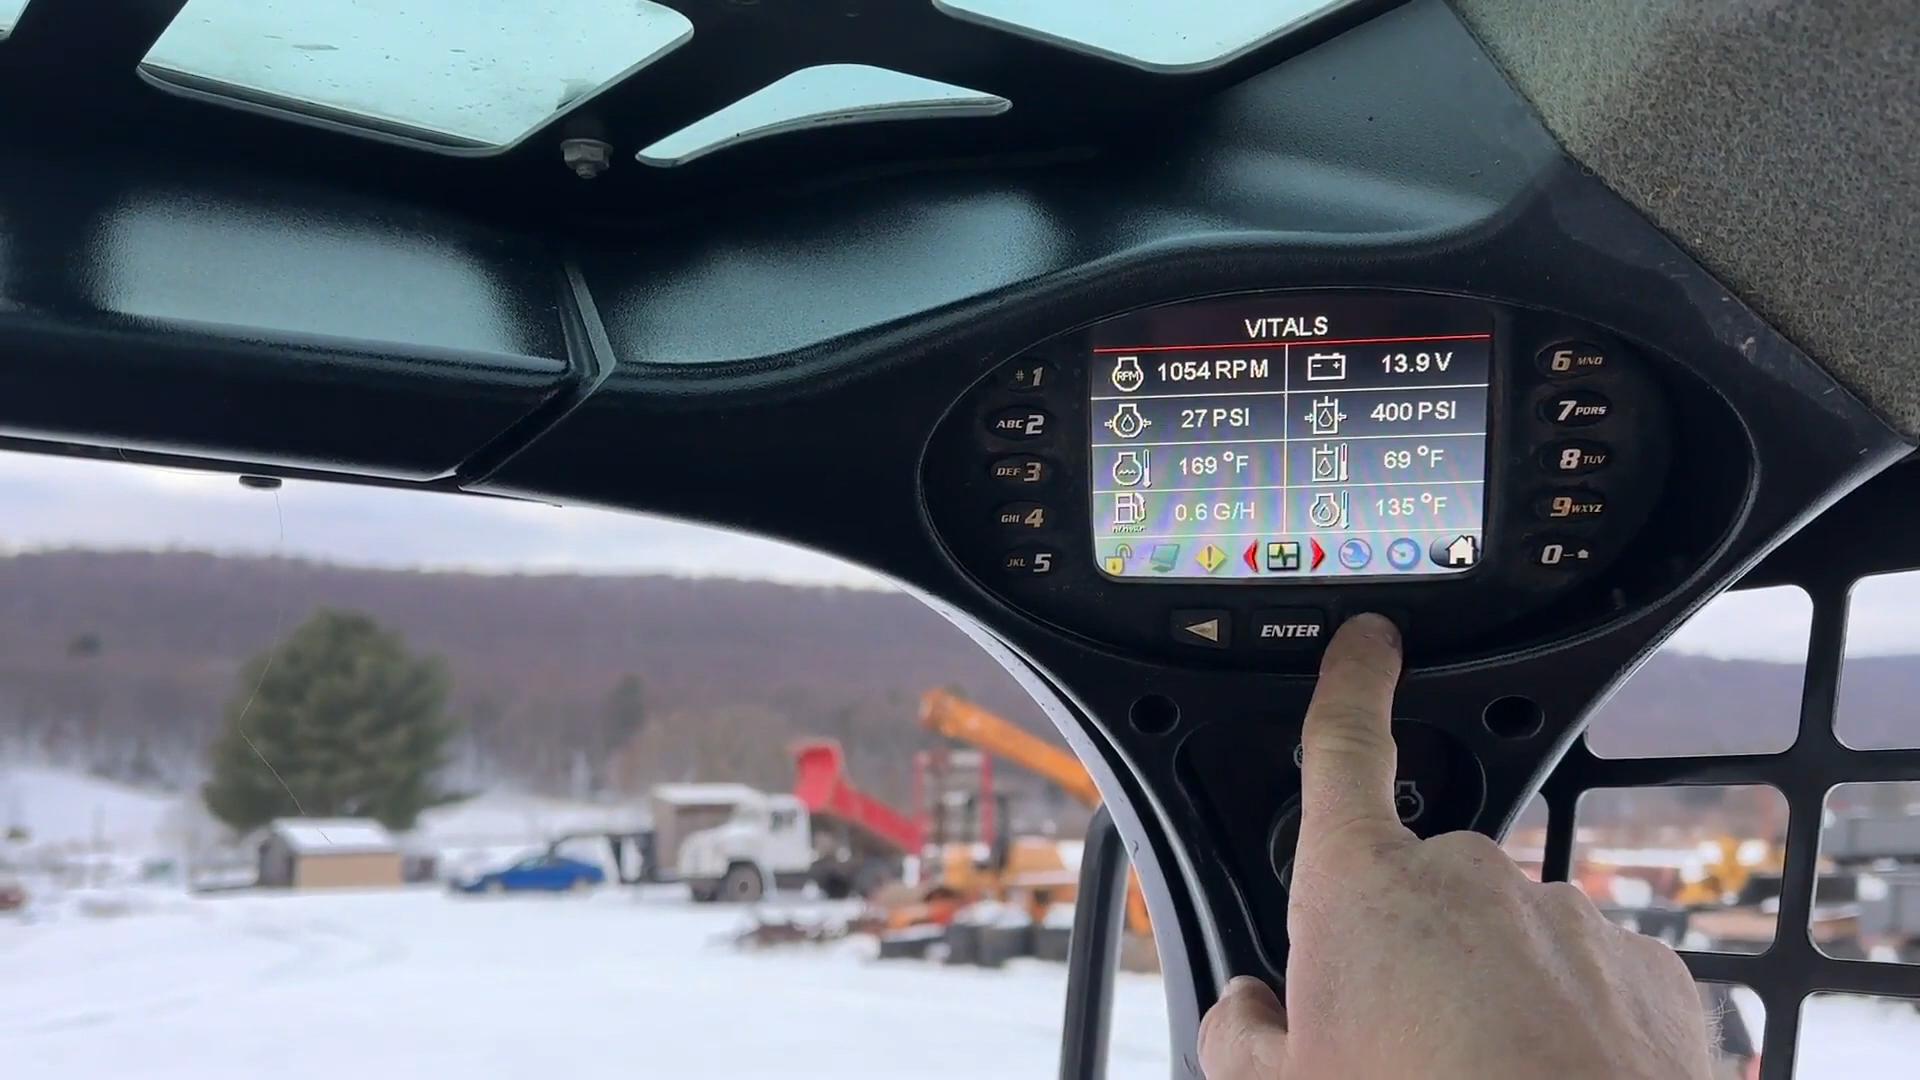 VITALS
RPM 1054 RPM 13.9 V
27 PSI 400 PSI
169 °F 69 °F
0.6 G/H 135 °F
# 1
ABC 2
DEF 3
GHI 4
JKL 5
6 MNO
7 PQRS
8 TUV
9 WXYZ
0
ENTER